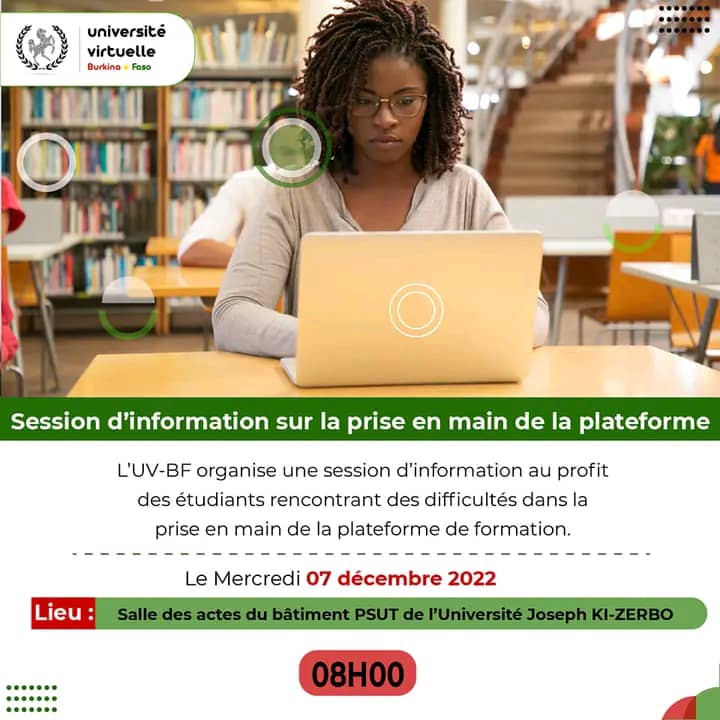 université
virtuelle
Burkina Faso
Session d'information sur la prise en main de la plateforme
L'UV-BF organise une session d'information au profit
des étudiants rencontrant des difficultés dans la
prise en main de la plateforme de formation.
Le Mercredi 07 décembre 2022
Lieu : Salle des actes du bâtiment PSUT de l'Université Joseph KI-ZERBO
08H00